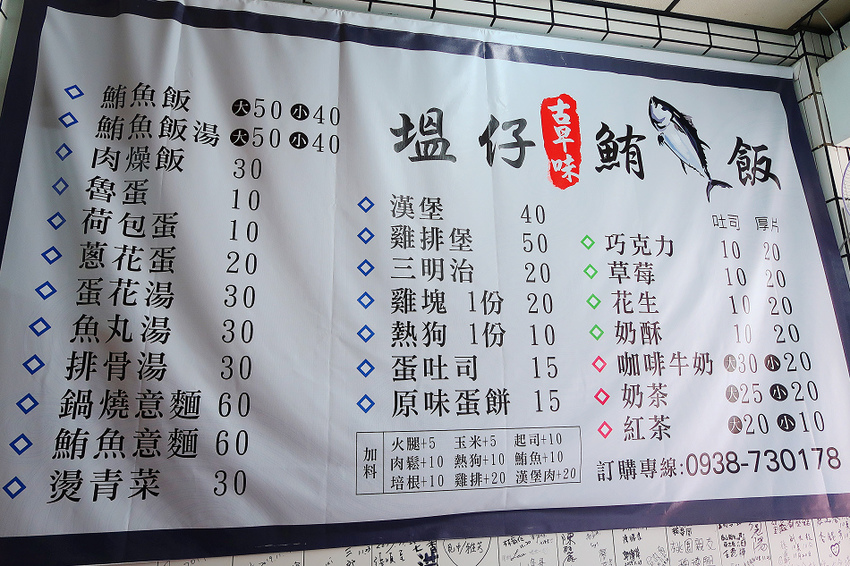 塭仔 古早味 鮪 飯
鮪魚飯 大50 小40
鮪魚飯湯 大50 小40
肉燥飯 30
魯蛋 10
荷包蛋 10
蔥花蛋 20
蛋花湯 30
魚丸湯 30
排骨湯 30
鍋燒意麵 60
鮪魚意麵 60
燙青菜 30
漢堡 40
雞排堡 50
三明治 20
雞塊 1份 20
熱狗 1份 10
蛋吐司 15
原味蛋餅 15
加料
火腿+5 玉米+5 起司+10
肉鬆+10 熱狗+10 鮪魚+10
培根+10 雞排+20 漢堡肉+20
吐司 厚片
巧克力 10 20
草莓 10 20
花生 10 20
奶酥 10 20
咖啡牛奶 大30 小20
奶茶 大25 小20
紅茶 大20 小10
訂購專線:0938-730178